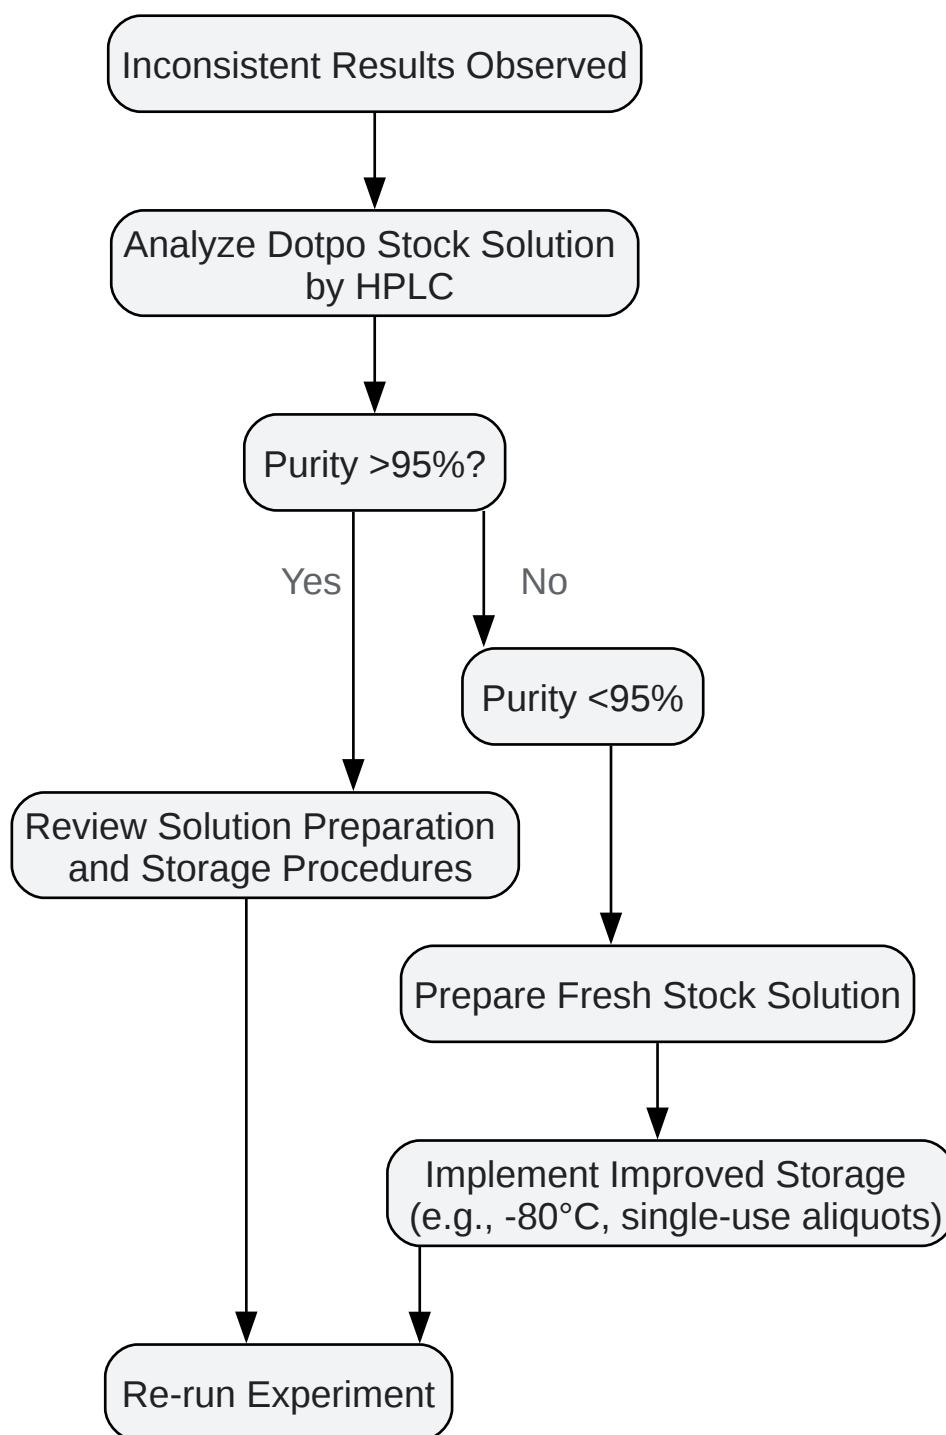 Inconsistent Results Observed
Analyze Dotpo Stock Solution
by HPLC
Purity >95%?
Yes
No
Purity <95%
Review Solution Preparation
and Storage Procedures
Prepare Fresh Stock Solution
Implement Improved Storage
(e.g., -80°C, single-use aliquots)
Re-run Experiment